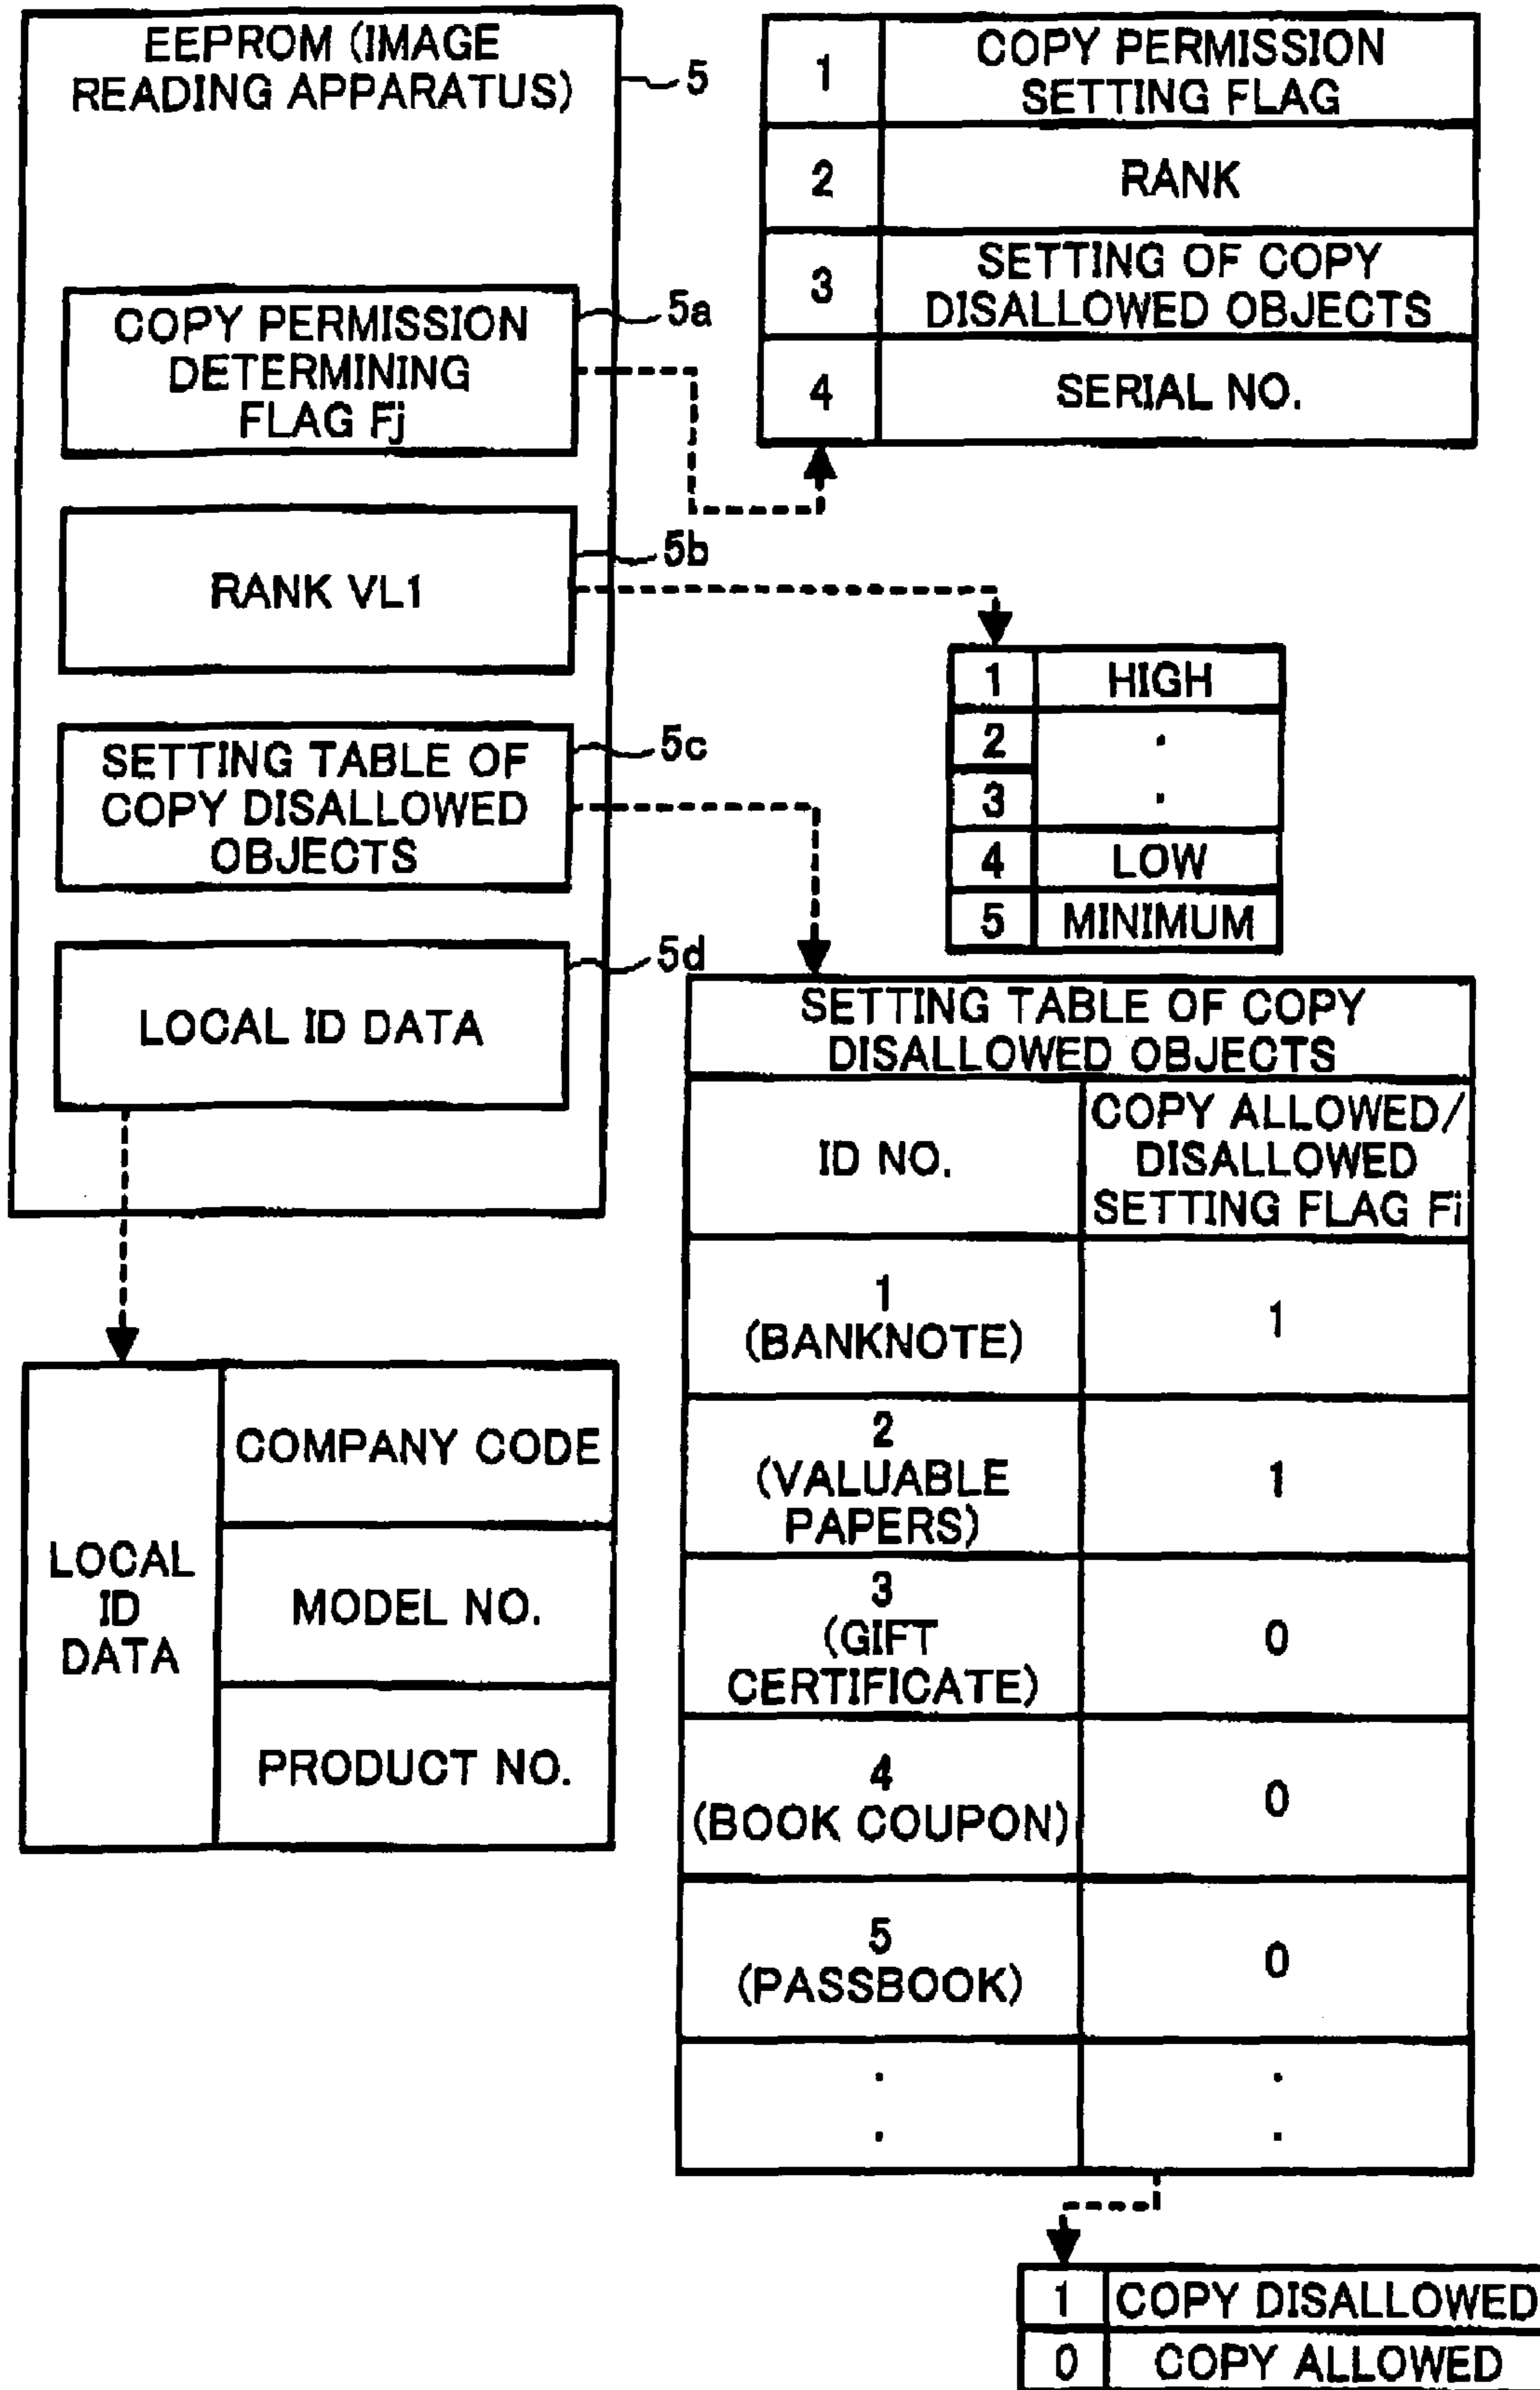 EEPROM (IMAGE
READING APPARATUS)
5
COPY PERMISSION
DETERMINING
FLAG Fj
5a
RANK VL1
5b
SETTING TABLE OF
COPY DISALLOWED
OBJECTS
5c
LOCAL ID DATA
5d
1
COPY PERMISSION
SETTING FLAG
2
RANK
3
SETTING OF COPY
DISALLOWED OBJECTS
4
SERIAL NO.
1
HIGH
2
:
3
:
4
LOW
5
MINIMUM
LOCAL
ID
DATA
COMPANY CODE
MODEL NO.
PRODUCT NO.
SETTING TABLE OF COPY
DISALLOWED OBJECTS
ID NO.
COPY ALLOWED/
DISALLOWED
SETTING FLAG Fi
1
(BANKNOTE)
1
2
(VALUABLE
PAPERS)
1
3
(GIFT
CERTIFICATE)
0
4
(BOOK COUPON)
0
5
(PASSBOOK)
0
:
:
1
COPY DISALLOWED
0
COPY ALLOWED